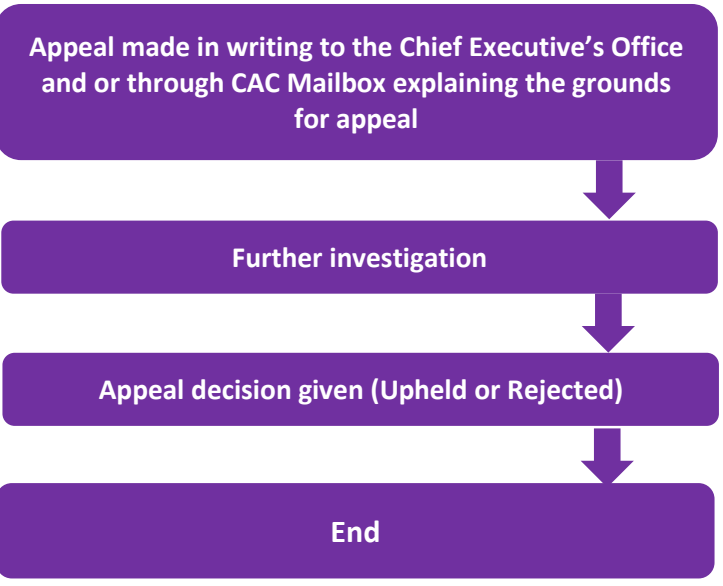 Appeal made in writing to the Chief Executive’s Office
and or through CAC Mailbox explaining the grounds
for appeal
Further investigation
Appeal decision given (Upheld or Rejected)
End